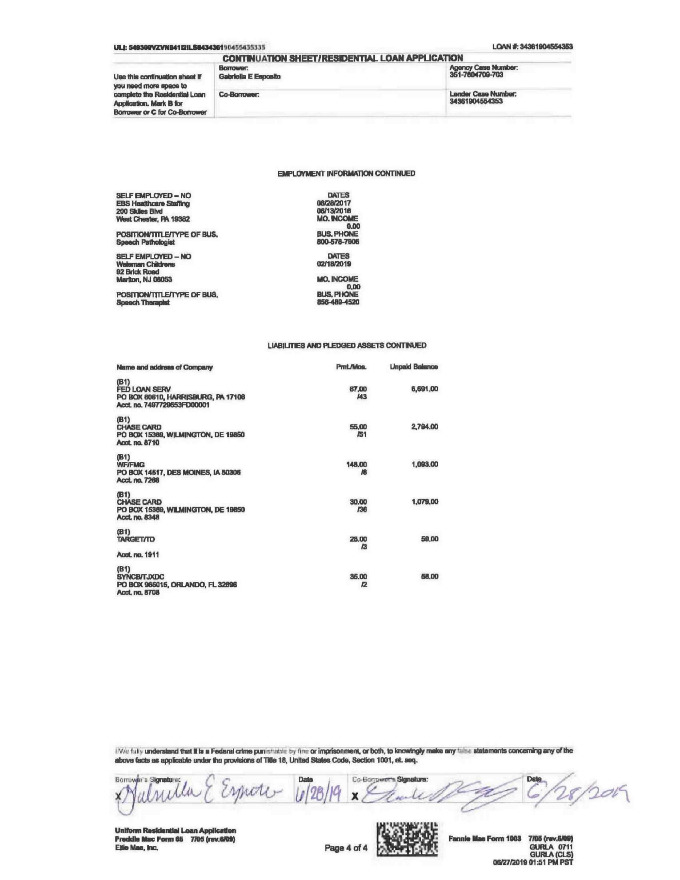 ULI: 549300VZVN841I2ILS84343619045543​5335 LOAN #: 34361904554353
CONTINUATION SHEET/RESIDENTIAL LOAN APPLICATION
Use this continuation sheet if
you need more space to
complete the Residential Loan
Application. Mark B for
Borrower or C for Co-Borrower
Borrower:
Gabriella E Esposito
Agency Case Number:
351-7604709-703
Co-Borrower:
Lender Case Number:
34361904554353
EMPLOYMENT INFORMATION CONTINUED
SELF EMPLOYED -- NO DATES
EBS Healthcare Staffing 08/28/2017
200 Skiles Blvd 06/13/2018
West Chester, PA 19382 MO. INCOME
0.00
POSITION/TITLE/TYPE OF BUS. BUS. PHONE
Speech Pathologist 800-578-7906
SELF EMPLOYED -- NO DATES
Weisman Childrens 02/18/2019
92 Brick Road
Marlton, NJ 08053 MO. INCOME
0.00
POSITION/TITLE/TYPE OF BUS. BUS. PHONE
Speech Therapist 856-489-4520
LIABILITIES AND PLEDGED ASSETS CONTINUED
Name and address of Company Pmt./Mos. Unpaid Balance
(B1)
FED LOAN SERV 67.00 6,691.00
PO BOX 60610, HARRISBURG, PA 17106 /43
Acct. no. 7497729653FD00001
(B1)
CHASE CARD 55.00 2,794.00
PO BOX 15369, WILMINGTON, DE 19850 /51
Acct. no. 8710
(B1)
WF/FMG 148.00 1,093.00
PO BOX 14517, DES MOINES, IA 50306 /8
Acct. no. 7268
(B1)
CHASE CARD 30.00 1,079.00
PO BOX 15369, WILMINGTON, DE 19850 /36
Acct. no. 8348
(B1)
TARGET/TD 25.00 59.00
/3
Acct. no. 1911
(B1)
SYNCB/TJXDC 35.00 58.00
PO BOX 965015, ORLANDO, FL 32896 /2
Acct. no. 8708
I/We fully understand that it is a Federal crime punishable by fine or imprisonment, or both, to knowingly make any false statements concerning any of the
above facts as applicable under the provisions of Title 18, United States Code, Section 1001, et. seq.
Borrower's Signature: Date Co-Borrower's Signature: Date
X Gabriella E Esposito 6/28/19 X 6/28/2019
Uniform Residential Loan Application
Freddie Mac Form 65 7/05 (rev.6/09)
Ellie Mae, Inc.
Page 4 of 4
Fannie Mae Form 1003 7/05 (rev.6/09)
GURLA 0711
GURLA (CLS)
06/27/2019 01:51 PM PST